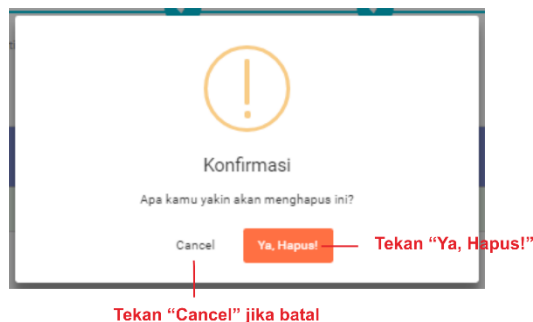 Konfirmasi
Apa kamu yakin akan menghapus ini?
Cancel
Ya, Hapus!
Tekan “Ya, Hapus!”
Tekan “Cancel” jika batal